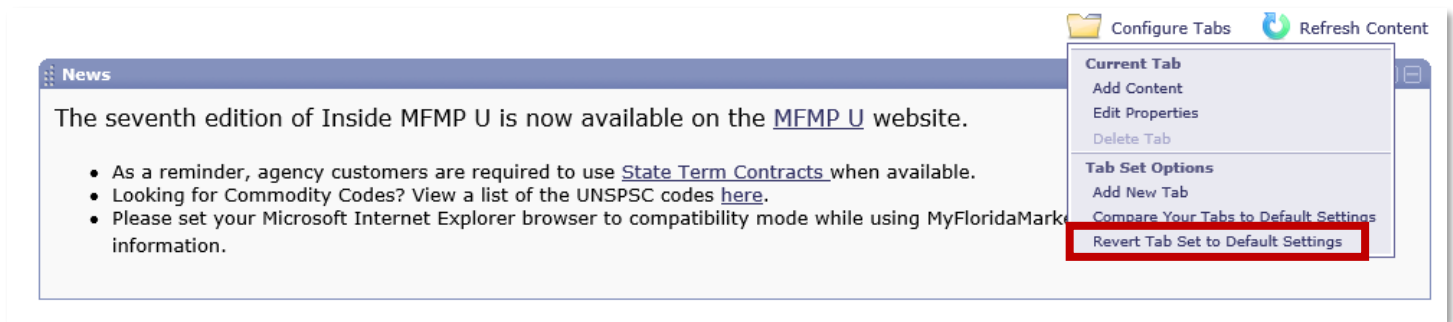 Configure Tabs Refresh Content
News
The seventh edition of Inside MFMP U is now available on the MFMP U website.
• As a reminder, agency customers are required to use State Term Contracts when available.
• Looking for Commodity Codes? View a list of the UNSPSC codes here.
• Please set your Microsoft Internet Explorer browser to compatibility mode while using MyFloridaMarke
information.
Current Tab
Add Content
Edit Properties
Delete Tab
Tab Set Options
Add New Tab
Compare Your Tabs to Default Settings
Revert Tab Set to Default Settings